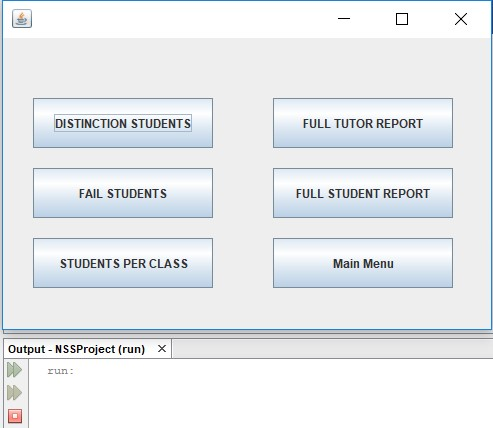 DISTINCTION STUDENTS
FULL TUTOR REPORT
FAIL STUDENTS
FULL STUDENT REPORT
STUDENTS PER CLASS
Main Menu
Output - NSSProject (run)
run: